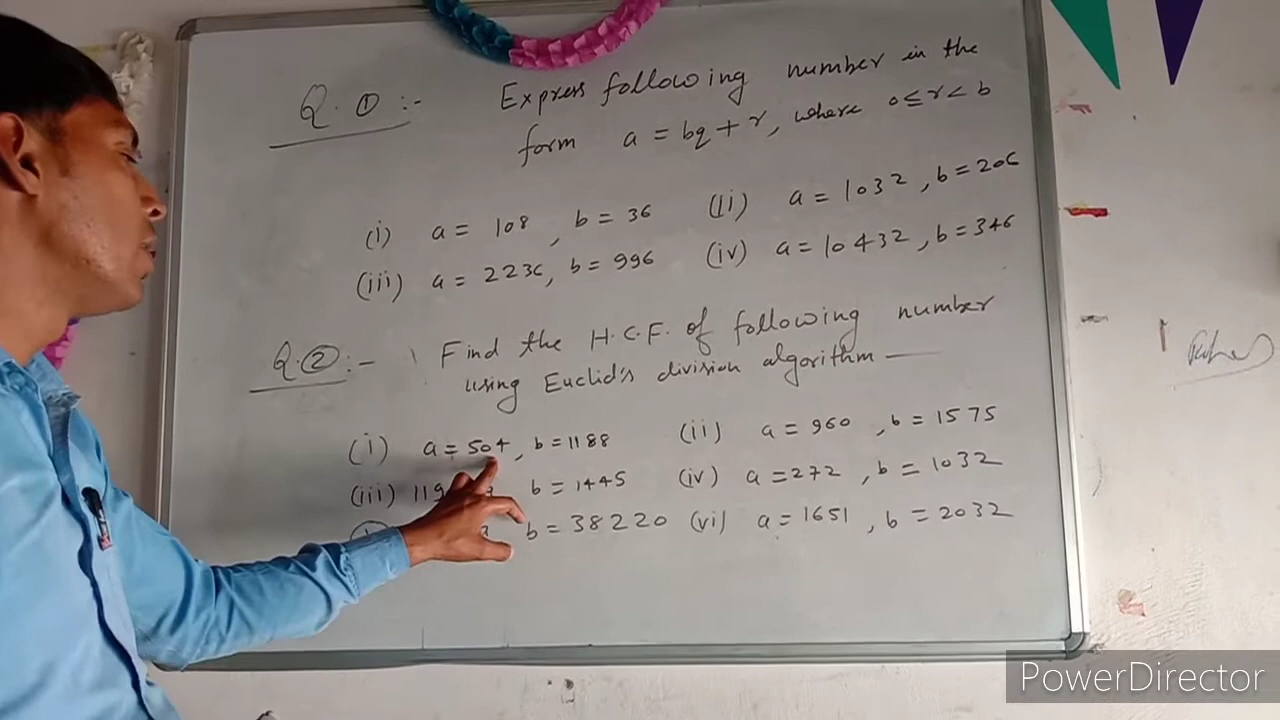 Q. ① :- Express following number in the
form a = bq + r, where 0 ≤ r < b
(i) a = 108 , b = 36 (ii) a = 1032 , b = 206
(iii) a = 2236, b = 996 (iv) a = 10432 , b = 346
Q. ② :- Find the H.C.F. of following number
using Euclid's division algorithm —
(i) a = 504, b = 1188 (ii) a = 960 , b = 1575
(iii) b = 1445 (iv) a = 272 , b = 1032
b = 38220 (vi) a = 1651 , b = 2032
PowerDirector